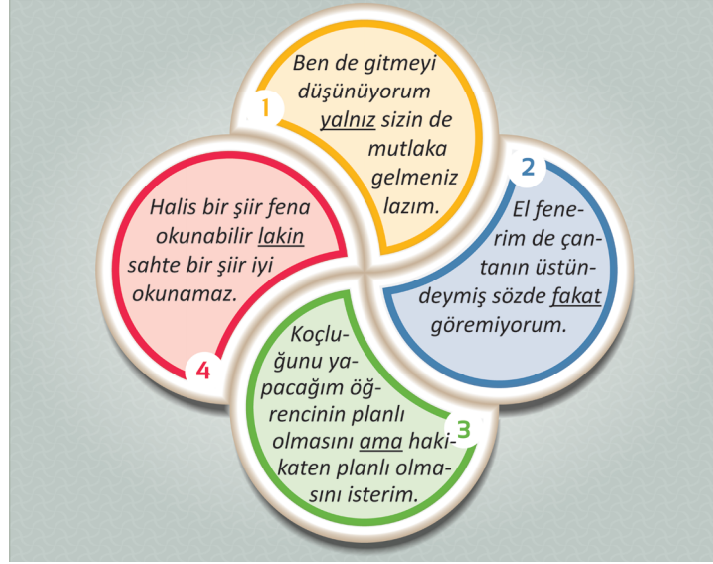 1
Ben de gitmeyi
düşünüyorum
yalnız sizin de
mutlaka
gelmeniz
lazım.
2
El fene-
rim de çan-
tanın üstün-
deymiş sözde fakat
göremiyorum.
3
Koçlu-
ğunu ya-
pacağım öğ-
rencinin planlı
olmasını ama haki-
katen planlı olma-
sını isterim.
4
Halis bir şiir fena
okunabilir lakin
sahte bir şiir iyi
okunamaz.